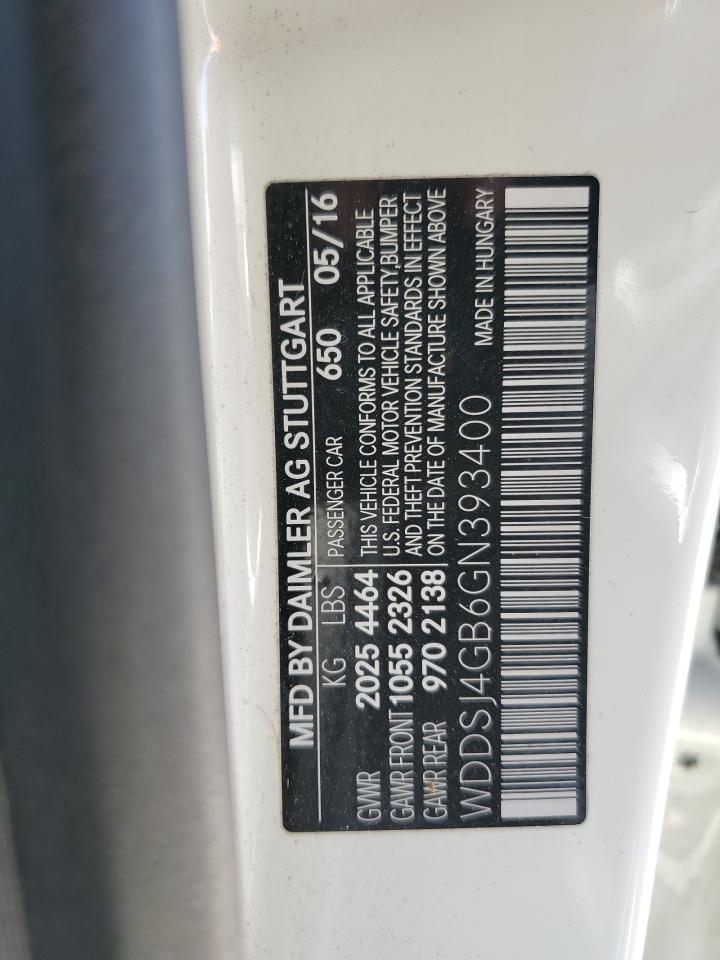 MFD BY DAIMLER AG STUTTGART
KG LBS PASSENGER CAR 650 05/16
GVWR 2025 4464 THIS VEHICLE CONFORMS TO ALL APPLICABLE
GAWR FRONT 1055 2326 U.S. FEDERAL MOTOR VEHICLE SAFETY,BUMPER
GAWR REAR 970 2138 AND THEFT PREVENTION STANDARDS IN EFFECT
ON THE DATE OF MANUFACTURE SHOWN ABOVE
WDDSJ4GB6GN393400 MADE IN HUNGARY